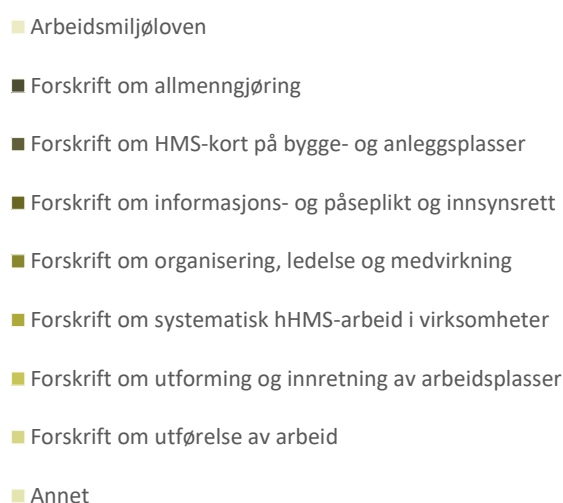 Arbeidsmiljøloven
Forskrift om allmenngjøring
Forskrift om HMS-kort på bygge- og anleggsplasser
Forskrift om informasjons- og påseplikt og innsynsrett
Forskrift om organisering, ledelse og medvirkning
Forskrift om systematisk hHMS-arbeid i virksomheter
Forskrift om utforming og innretning av arbeidsplasser
Forskrift om utførelse av arbeid
Annet